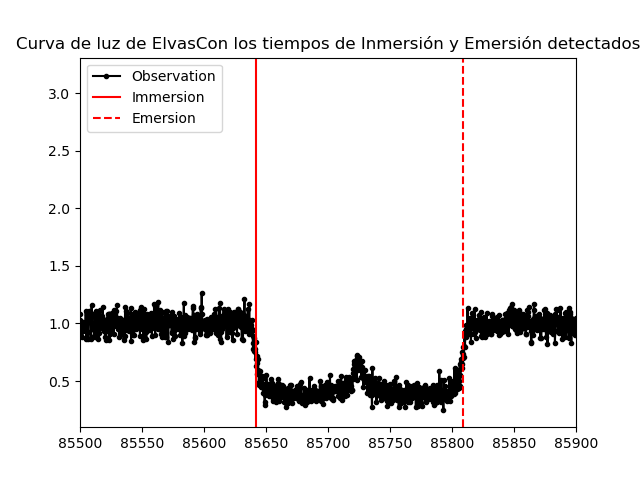 Curva de luz de ElvasCon los tiempos de Inmersión y Emersión detectados
Observation
Immersion
Emersion
3.0
2.5
2.0
1.5
1.0
0.5
85500 85550 85600 85650 85700 85750 85800 85850 85900